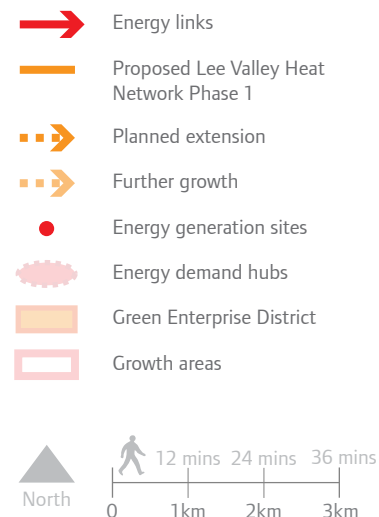 Energy links
Proposed Lee Valley Heat
Network Phase 1
Planned extension
Further growth
Energy generation sites
Energy demand hubs
Green Enterprise District
Growth areas
12 mins 24 mins 36 mins
North
0 1km 2km 3km